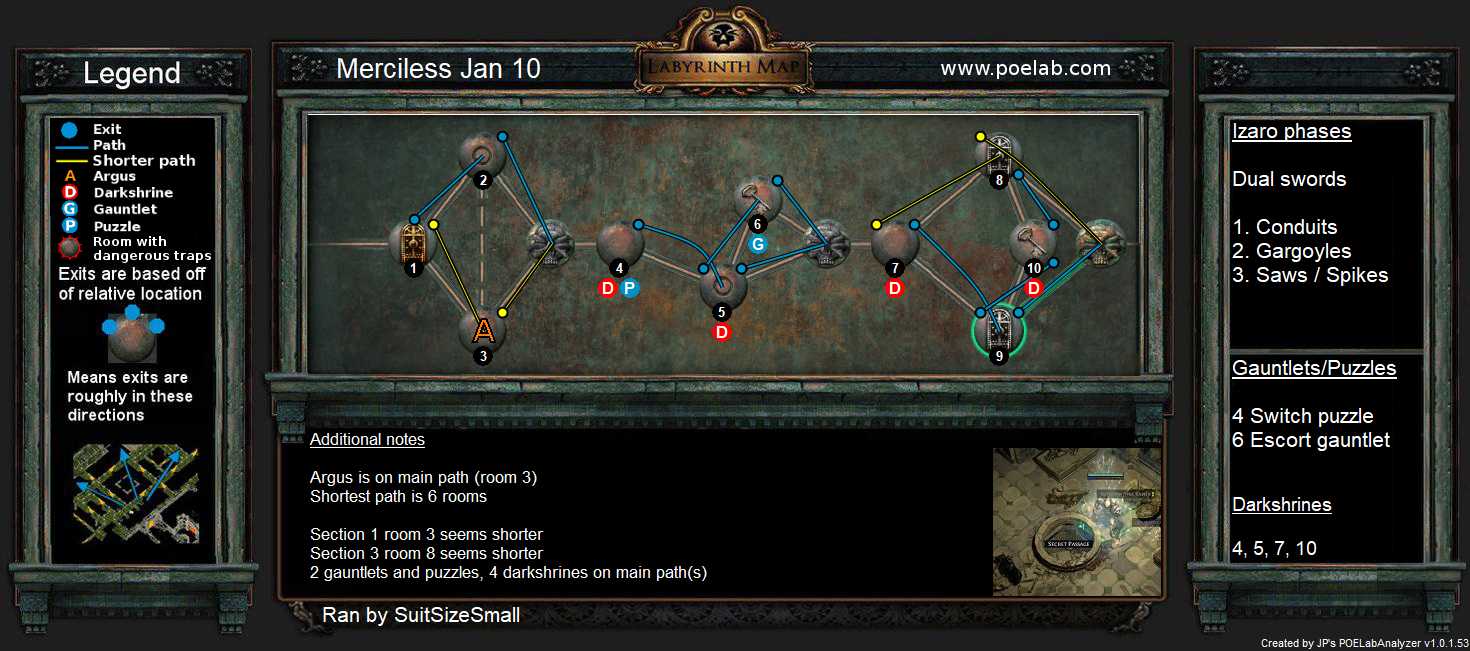 Legend
Exit
Path
Shorter path
A Argus
D Darkshrine
G Gauntlet
P Puzzle
Room with
dangerous traps
Exits are based off
of relative location
Means exits are
roughly in these
directions
Merciless Jan 10
LABYRINTH MAP
www.poelab.com
1
2
A
3
4
D P
5
D
6
G
7
D
8
9
10
D
Additional notes
Argus is on main path (room 3)
Shortest path is 6 rooms
Section 1 room 3 seems shorter
Section 3 room 8 seems shorter
2 gauntlets and puzzles, 4 darkshrines on main path(s)
SECRET PASSAGE
Ran by SuitSizeSmall
Izaro phases
Dual swords
1. Conduits
2. Gargoyles
3. Saws / Spikes
Gauntlets/Puzzles
4 Switch puzzle
6 Escort gauntlet
Darkshrines
4, 5, 7, 10
Created by JP's POELabAnalyzer v1.0.1.53